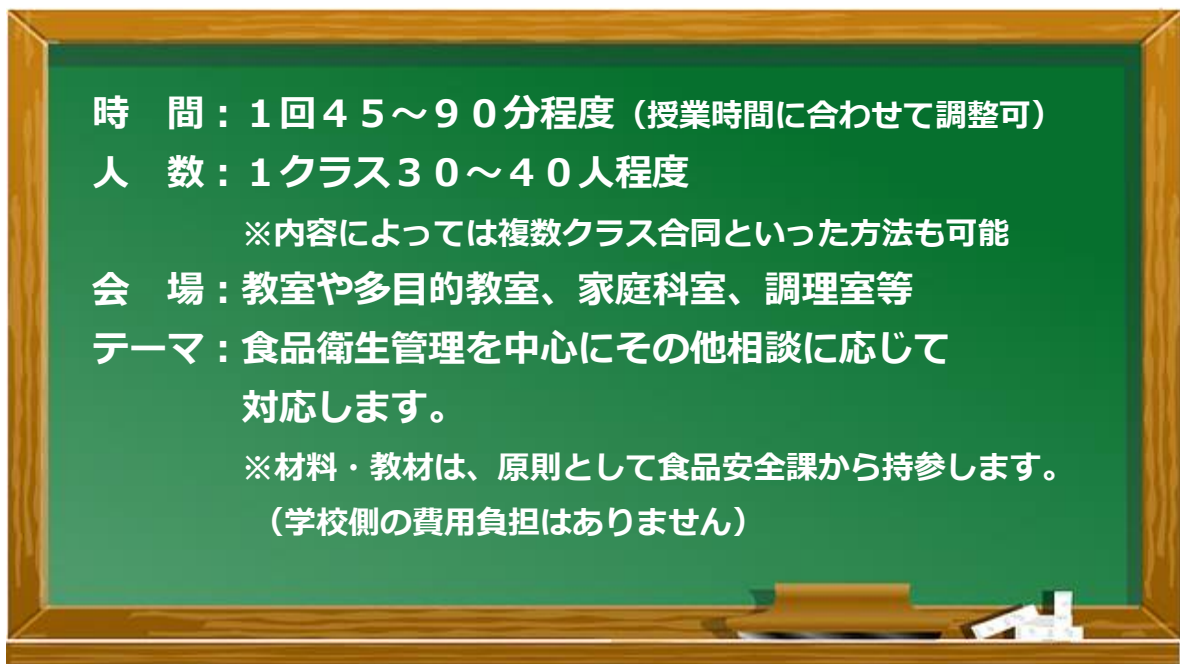 時　間：１回４５～９０分程度（授業時間に合わせて調整可）
人　数：１クラス３０～４０人程度
※内容によっては複数クラス合同といった方法も可能
会　場：教室や多目的教室、家庭科室、調理室等
テーマ：食品衛生管理を中心にその他相談に応じて
対応します。
※材料・教材は、原則として食品安全課から持参します。
（学校側の費用負担はありません）